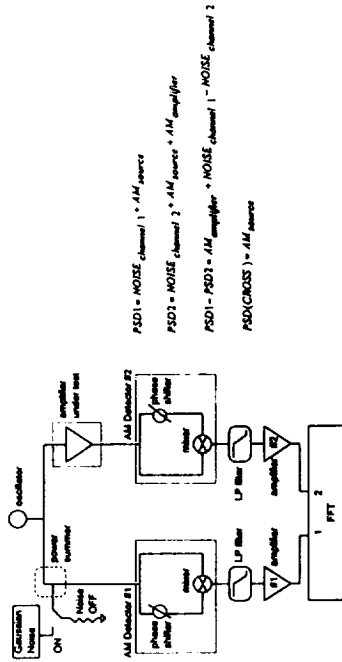 oscillator
Gaussian
Noise
ON
power
summer
Noise
OFF
amplifier
under test
AM Detector #1
phase
shifter
mixer
AM Detector #2
phase
shifter
mixer
LP filter
LP filter
#1
amplifier
#2
amplifier
1
2
FFT
PSD1 = NOISE channel 1 + AM source
PSD2 = NOISE channel 2 + AM source + AM amplifier
PSD1 - PSD2 = AM amplifier + NOISE channel 1 - NOISE channel 2
PSD(CROSS) = AM source